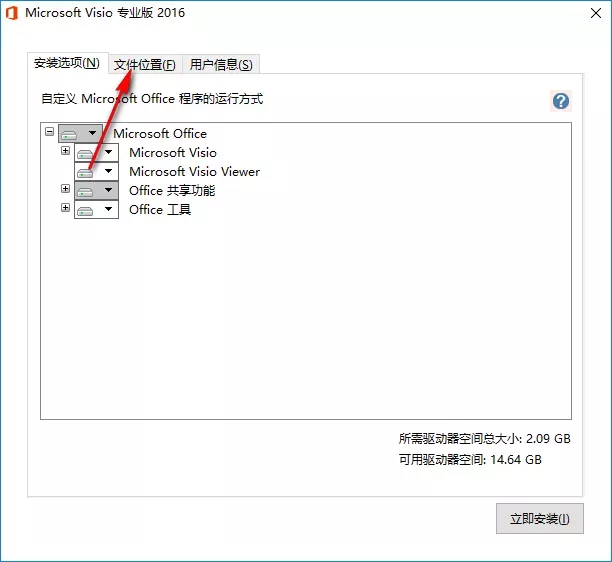 Microsoft Visio 专业版 2016
安装选项(N) 文件位置(F) 用户信息(S)
自定义 Microsoft Office 程序的运行方式
Microsoft Office
Microsoft Visio
Microsoft Visio Viewer
Office 共享功能
Office 工具
所需驱动器空间总大小: 2.09 GB
可用驱动器空间: 14.64 GB
立即安装(I)